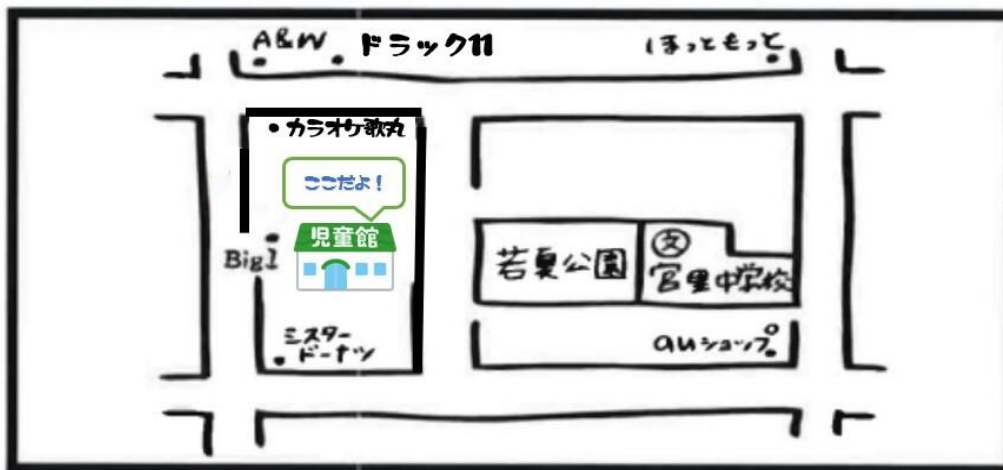 A&W
ドラック11
ほっともっと
カラオケ歌丸
ここだよ!
児童館
Big1
ミスター
ドーナツ
若夏公園
文
宮里中学校
auショップ